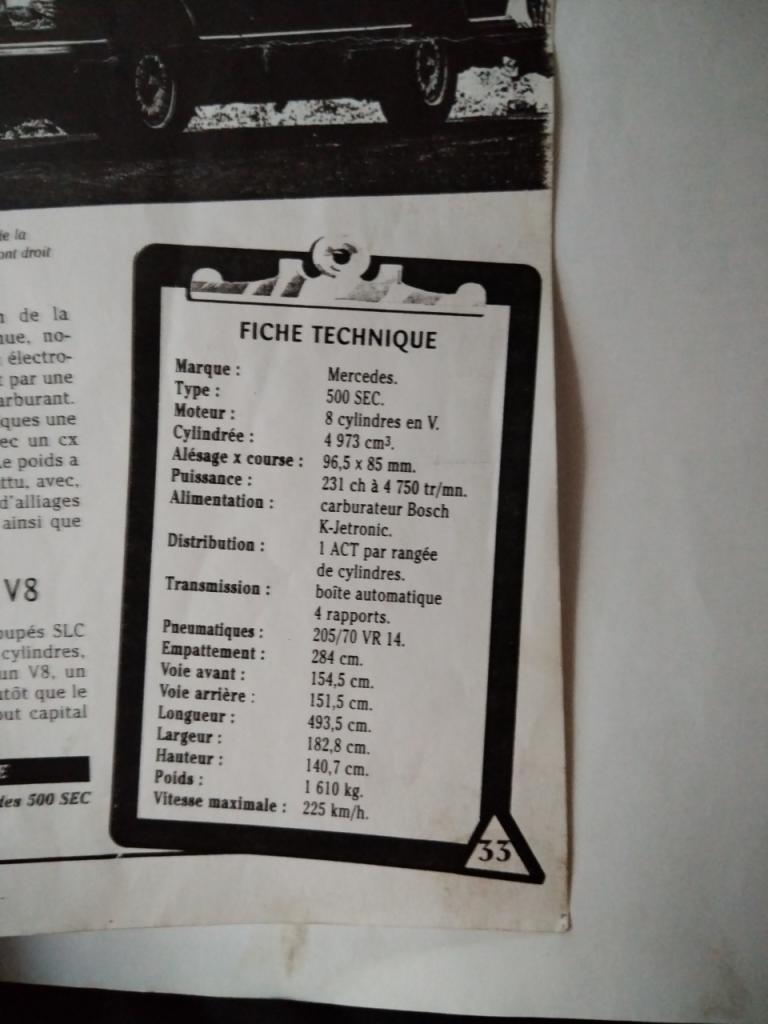 de la
ont droit
n de la
nue, no-
électro-
t par une
arburant.
ques une
ec un cx
e poids a
ttu, avec,
d'alliages
ainsi que
V8
oupés SLC
cylindres,
un V8, un
utôt que le
out capital
E
des 500 SEC
FICHE TECHNIQUE
Marque : Mercedes.
Type : 500 SEC.
Moteur : 8 cylindres en V.
Cylindrée : 4 973 cm³.
Alésage x course : 96,5 x 85 mm.
Puissance : 231 ch à 4 750 tr/mn.
Alimentation : carburateur Bosch
K-Jetronic.
Distribution : 1 ACT par rangée
de cylindres.
Transmission : boîte automatique
4 rapports.
Pneumatiques : 205/70 VR 14.
Empattement : 284 cm.
Voie avant : 154,5 cm.
Voie arrière : 151,5 cm.
Longueur : 493,5 cm.
Largeur : 182,8 cm.
Hauteur : 140,7 cm.
Poids : 1 610 kg.
Vitesse maximale : 225 km/h.
33